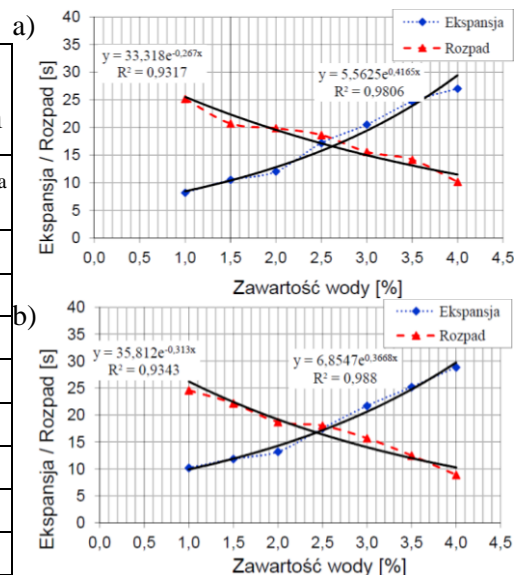 a)
40
35
30
25
20
15
10
5
0
Ekspansja / Rozpad [s]
Ekspansja
Rozpad
y = 33,318e^-0,267x
R² = 0,9317
5,5625e^0,4165x
R² = 0,9806
0,0 0,5 1,0 1,5 2,0 2,5 3,0 3,5 4,0 4,5
Zawartość wody [%]
a
b)
40
35
30
25
20
15
10
5
0
Ekspansja / Rozpad [s]
Ekspansja
Rozpad
y = 35,812e^-0,313x
R² = 0,9343
y = 6,8547e^0,3668x
R² = 0,988
0,0 0,5 1,0 1,5 2,0 2,5 3,0 3,5 4,0 4,5
Zawartość wody [%]